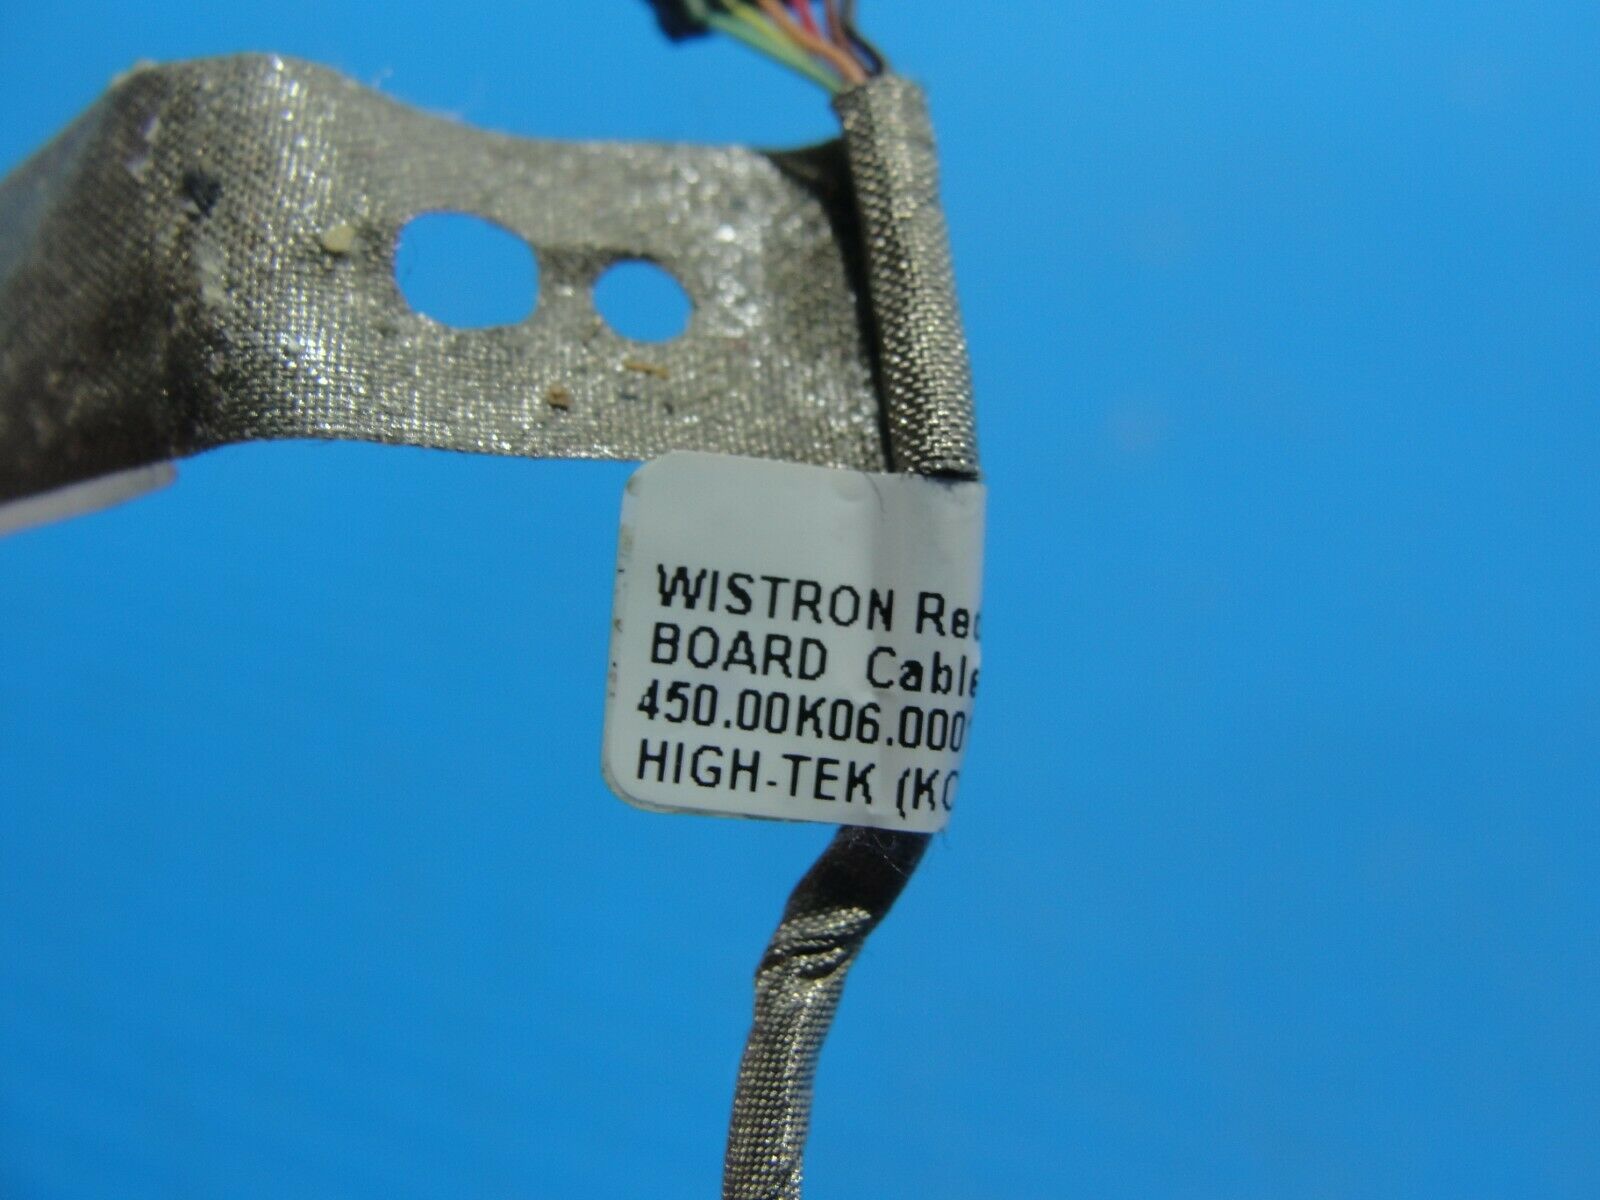 WISTRON Rec
BOARD Cable
450.00K06.000
HIGH-TEK (KC